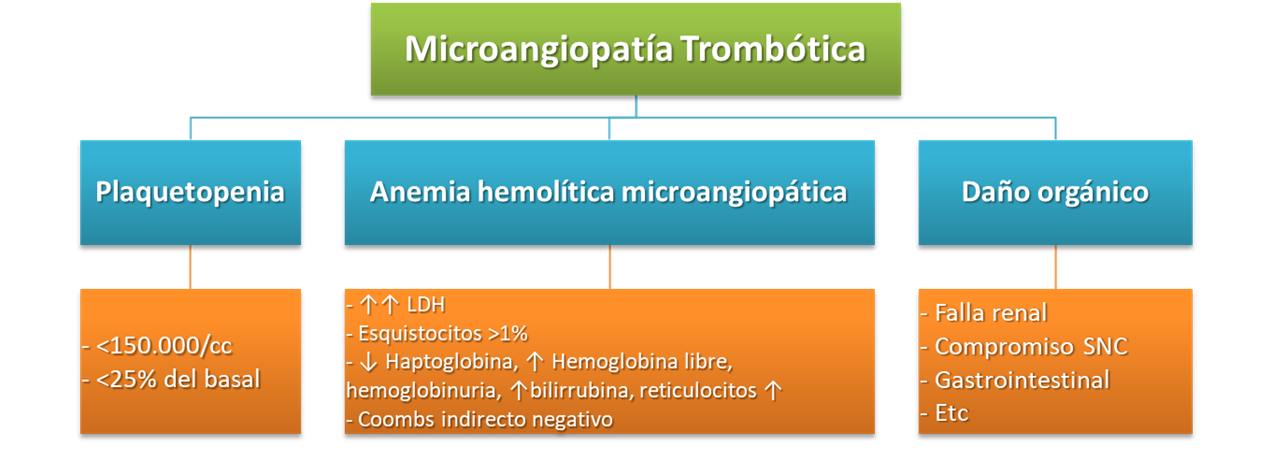 Microangiopatía Trombótica
Plaquetopenia
Anemia hemolítica microangiopática
Daño orgánico
- <150.000/cc
- <25% del basal
- ↑↑ LDH
- Esquistocitos >1%
- ↓ Haptoglobina, ↑ Hemoglobina libre,
hemoglobinuria, ↑bilirrubina, reticulocitos ↑
- Coombs indirecto negativo
- Falla renal
- Compromiso SNC
- Gastrointestinal
- Etc